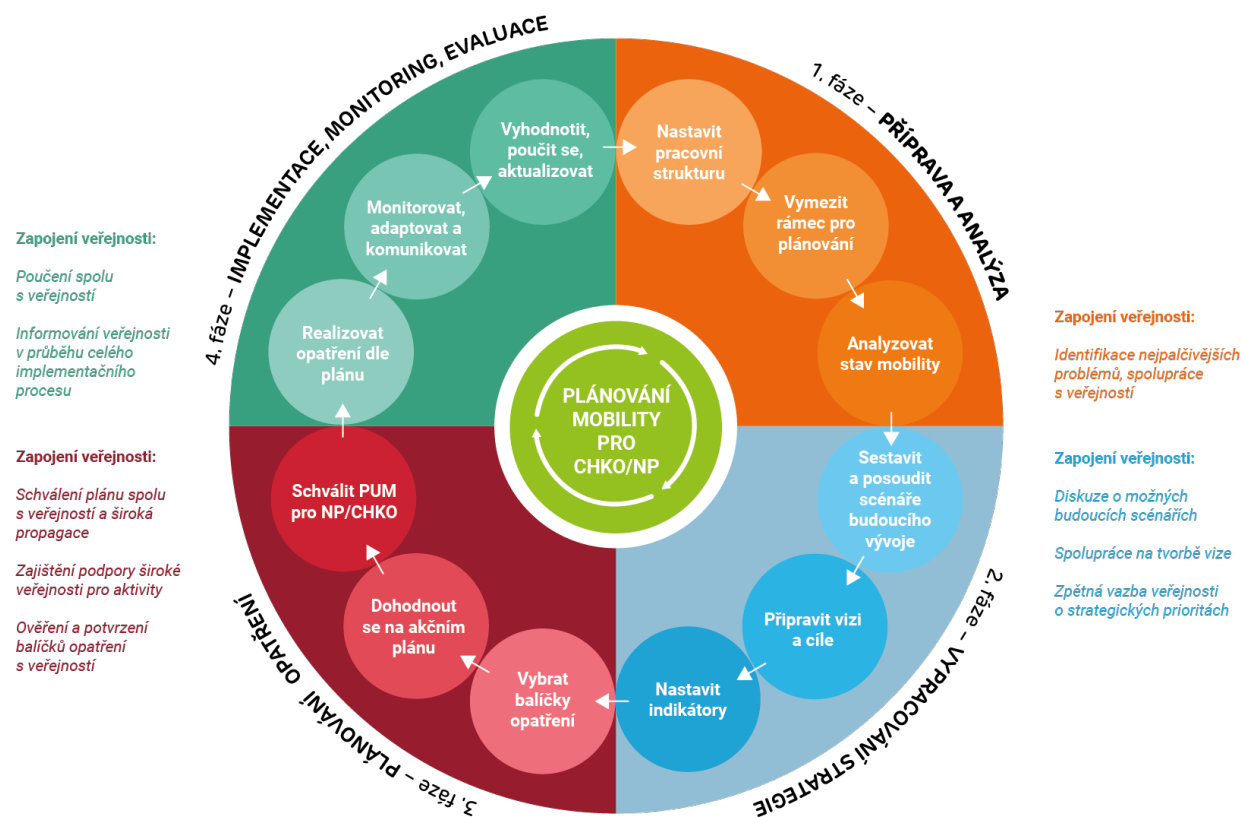 PLÁNOVÁNÍ
MOBILITY
PRO
CHKO/NP
1. fáze – PŘÍPRAVA A ANALÝZA
Nastavit
pracovní
strukturu
Vymezit
rámec pro
plánování
Analyzovat
stav mobility
Zapojení veřejnosti:
Identifikace nejpalčivějších
problémů, spolupráce
s veřejností
2. fáze – VYPRACOVÁNÍ STRATEGIE
Sestavit
a posoudit
scénáře
budoucího
vývoje
Připravit vizi
a cíle
Nastavit
indikátory
Zapojení veřejnosti:
Diskuze o možných
budoucích scénářích
Spolupráce na tvorbě vize
Zpětná vazba veřejnosti
o strategických prioritách
3. fáze – PLÁNOVÁNÍ OPATŘENÍ
Vybrat
balíčky
opatření
Dohodnout
se na akčním
plánu
Schválit PUM
pro NP/CHKO
Zapojení veřejnosti:
Schválení plánu spolu
s veřejností a široká
propagace
Zajištění podpory široké
veřejnosti pro aktivity
Ověření a potvrzení
balíčků opatření
s veřejností
4. fáze – IMPLEMENTACE, MONITORING, EVALUACE
Realizovat
opatření dle
plánu
Monitorovat,
adaptovat a
komunikovat
Vyhodnotit,
poučit se,
aktualizovat
Zapojení veřejnosti:
Poučení spolu
s veřejností
Informování veřejnosti
v průběhu celého
implementačního
procesu